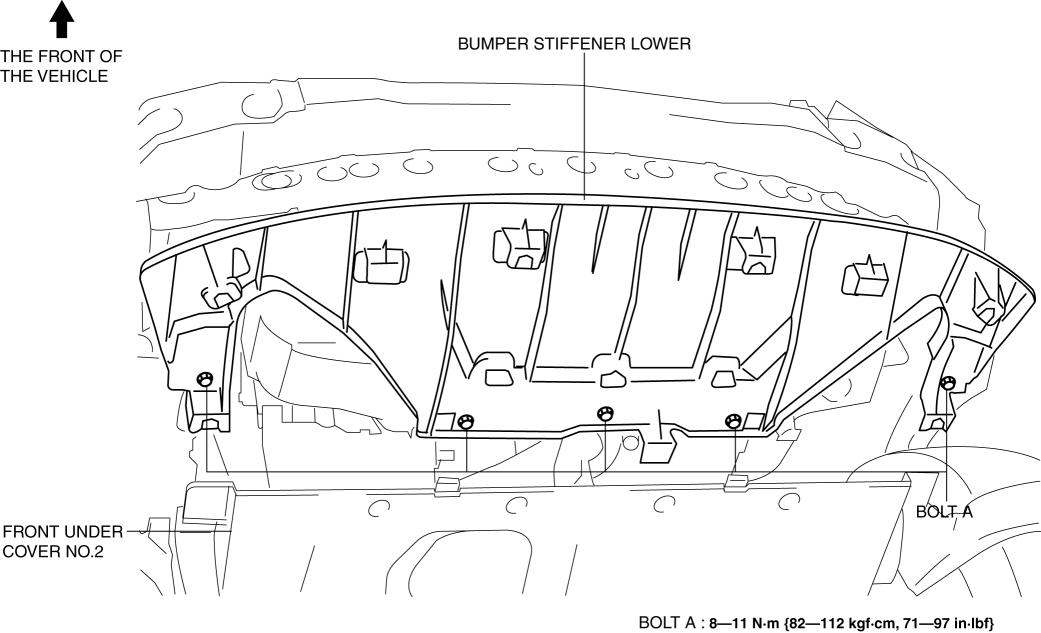 THE FRONT OF
THE VEHICLE
BUMPER STIFFENER LOWER
BOLT A
FRONT UNDER
COVER NO.2
BOLT A : 8—11 N·m {82—112 kgf·cm, 71—97 in·lbf}